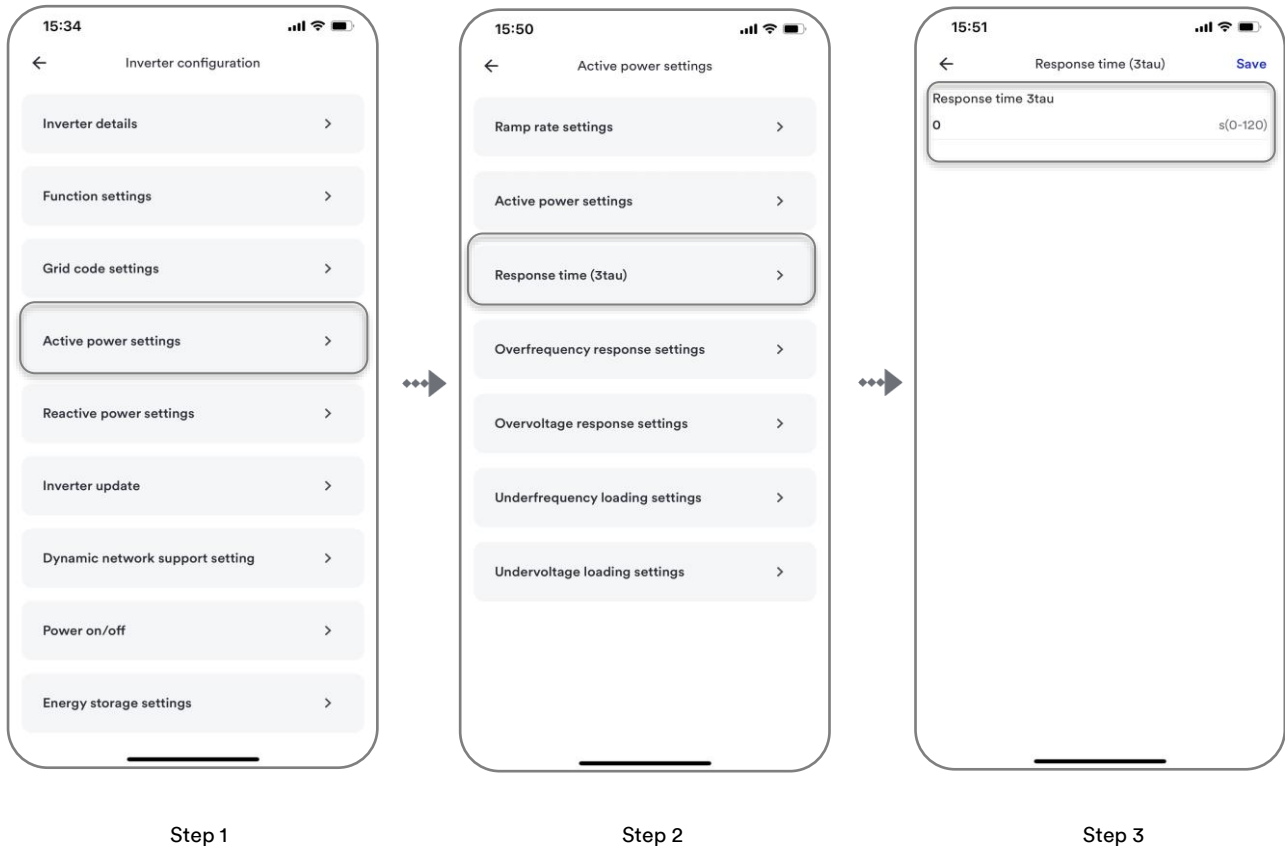 15:34
Inverter configuration
Inverter details
Function settings
Grid code settings
Active power settings
Reactive power settings
Inverter update
Dynamic network support setting
Power on/off
Energy storage settings
Step 1
15:50
Active power settings
Ramp rate settings
Active power settings
Response time (3tau)
Overfrequency response settings
Overvoltage response settings
Underfrequency loading settings
Undervoltage loading settings
Step 2
15:51
Response time (3tau) Save
Response time 3tau
0 s(0-120)
Step 3